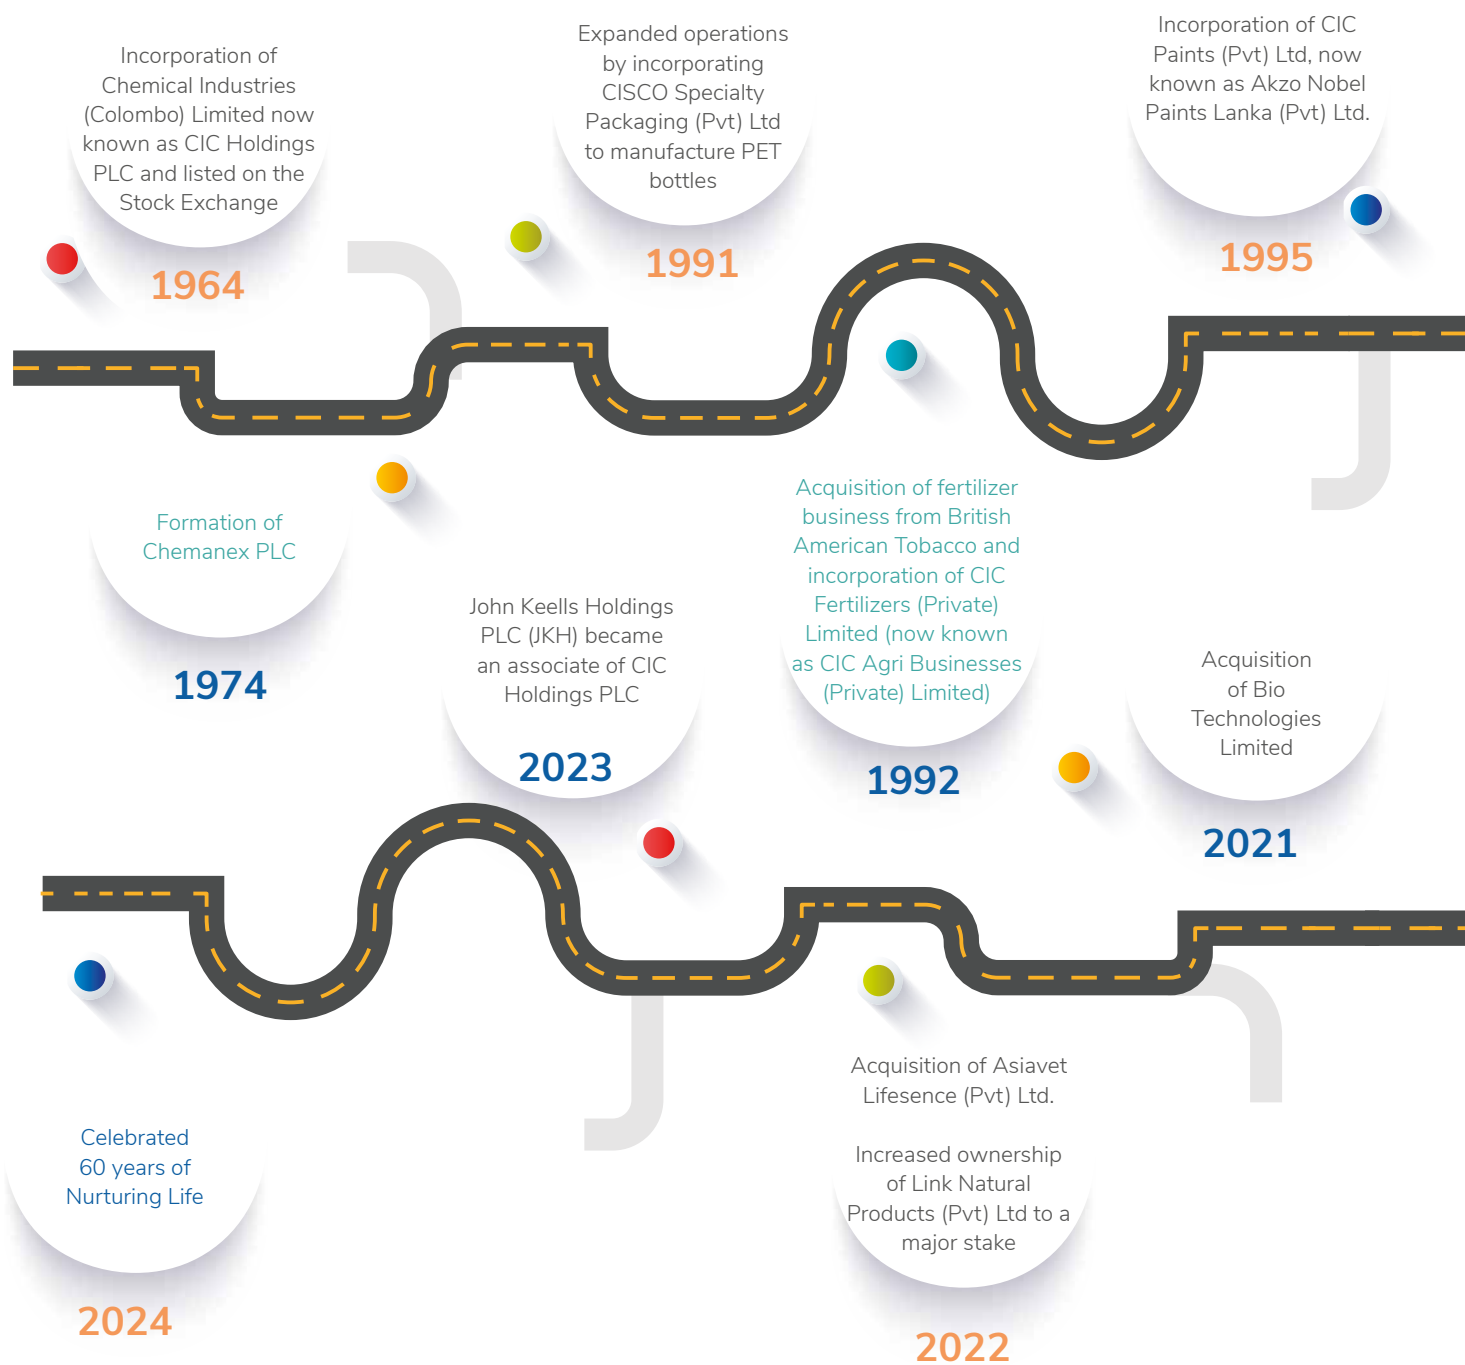 Incorporation of
Chemical Industries
(Colombo) Limited now
known as CIC Holdings
PLC and listed on the
Stock Exchange
1964
Expanded operations
by incorporating
CISCO Specialty
Packaging (Pvt) Ltd
to manufacture PET
bottles
1991
Incorporation of CIC
Paints (Pvt) Ltd, now
known as Akzo Nobel
Paints Lanka (Pvt) Ltd.
1995
Formation of
Chemanex PLC
1974
John Keells Holdings
PLC (JKH) became
an associate of CIC
Holdings PLC
2023
Acquisition of fertilizer
business from British
American Tobacco and
incorporation of CIC
Fertilizers (Private)
Limited (now known
as CIC Agri Businesses
(Private) Limited)
1992
Acquisition
of Bio
Technologies
Limited
2021
Celebrated
60 years of
Nurturing Life
2024
Acquisition of Asiavet
Lifesence (Pvt) Ltd.
Increased ownership
of Link Natural
Products (Pvt) Ltd to a
major stake
2022